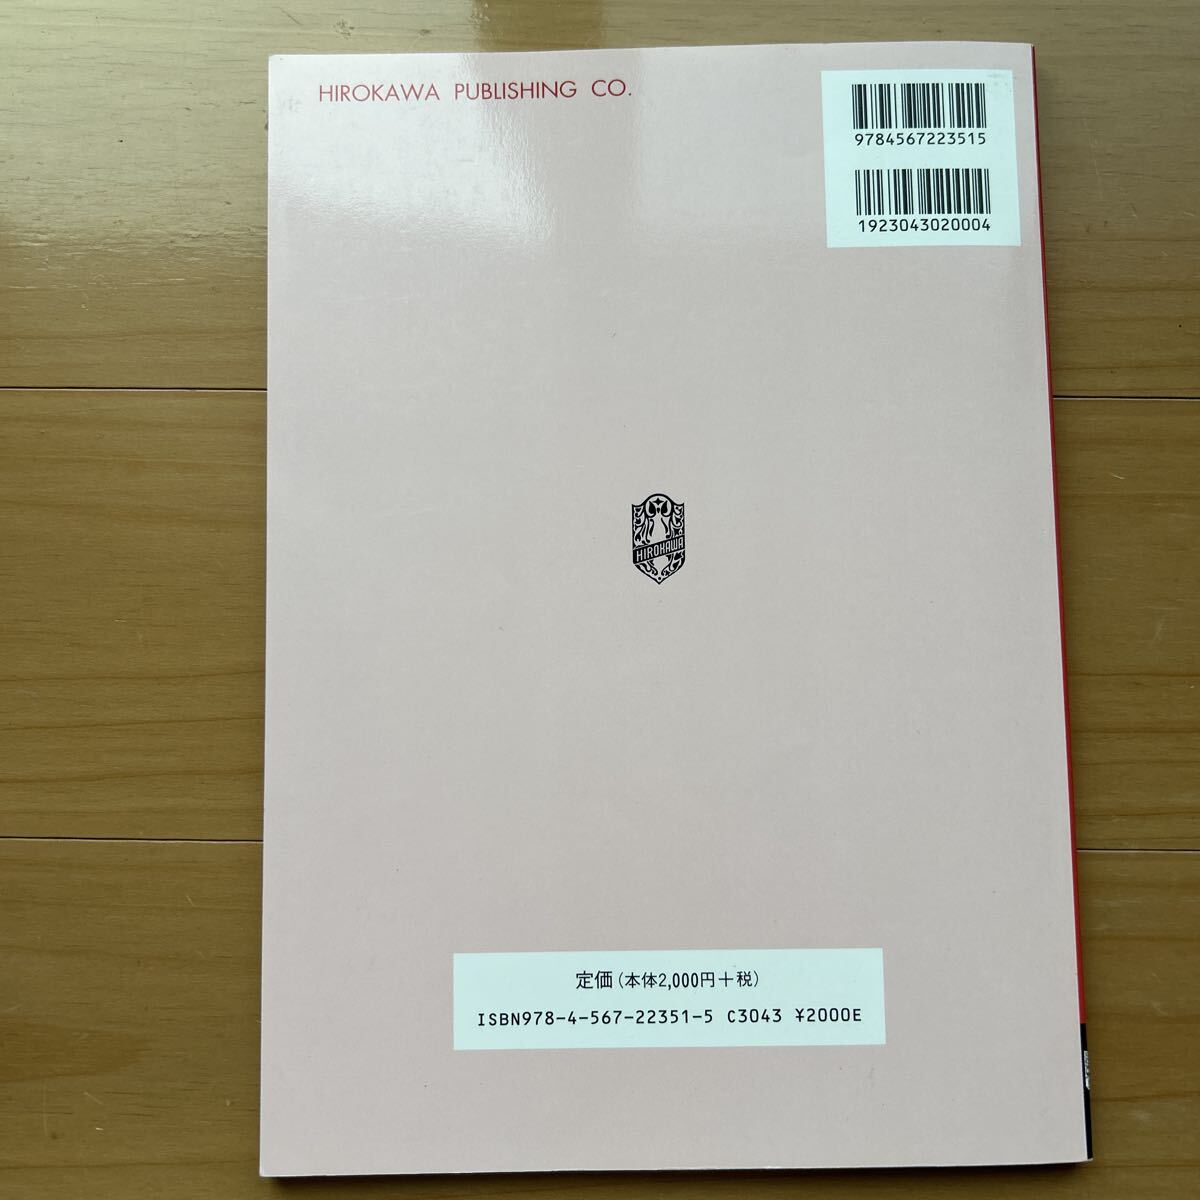 HIROKAWA PUBLISHING CO.
9784567223515
1923043020004
HIROKAWA
定価(本体2,000円+税)
ISBN978-4-567-22351-5 C3043 ¥2000E